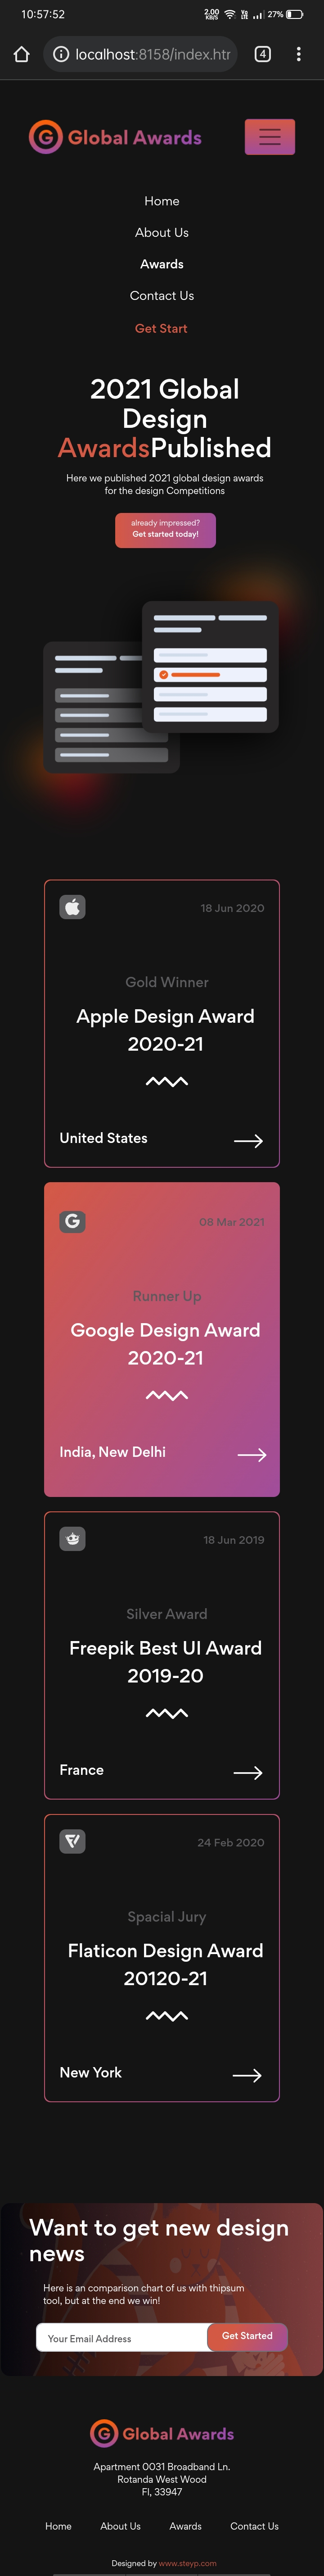 10:57:52
2.00 KB/S
Vo LTE
27%
localhost:8158/index.htr
4
G Global Awards
Home
About Us
Awards
Contact Us
Get Start
2021 Global
Design
AwardsPublished
Here we published 2021 global design awards
for the design Competitions
already impressed?
Get started today!
18 Jun 2020
Gold Winner
Apple Design Award
2020-21
United States
G
08 Mar 2021
Runner Up
Google Design Award
2020-21
India, New Delhi
18 Jun 2019
Silver Award
Freepik Best UI Award
2019-20
France
24 Feb 2020
Spacial Jury
Flaticon Design Award
20120-21
New York
Want to get new design
news
Here is an comparison chart of us with thipsum
tool, but at the end we win!
Your Email Address
Get Started
G Global Awards
Apartment 0031 Broadband Ln.
Rotanda West Wood
Fl, 33947
Home
About Us
Awards
Contact Us
Designed by www.steyp.com